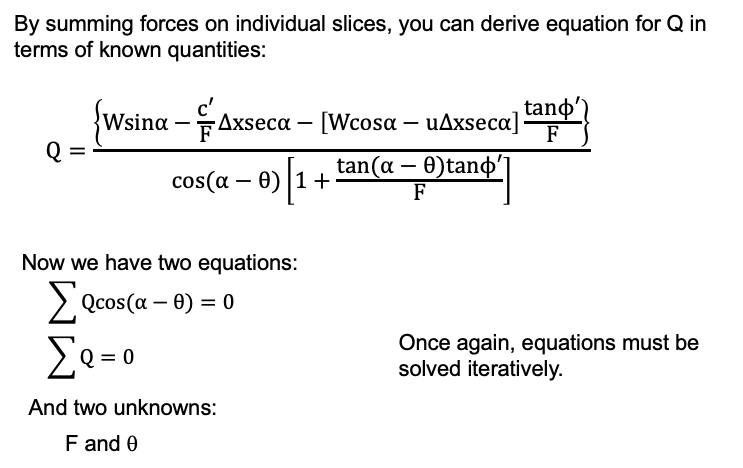 By summing forces on individual slices, you can derive equation for Q in
terms of known quantities:
Q = {Wsinα − c′/F Δxsecα − [Wcosα − uΔxsecα] tanϕ′/F} / cos(α − θ) [1 + tan(α − θ)tanϕ′/F]
Now we have two equations:
∑ Qcos(α − θ) = 0
∑ Q = 0
Once again, equations must be
solved iteratively.
And two unknowns:
F and θ